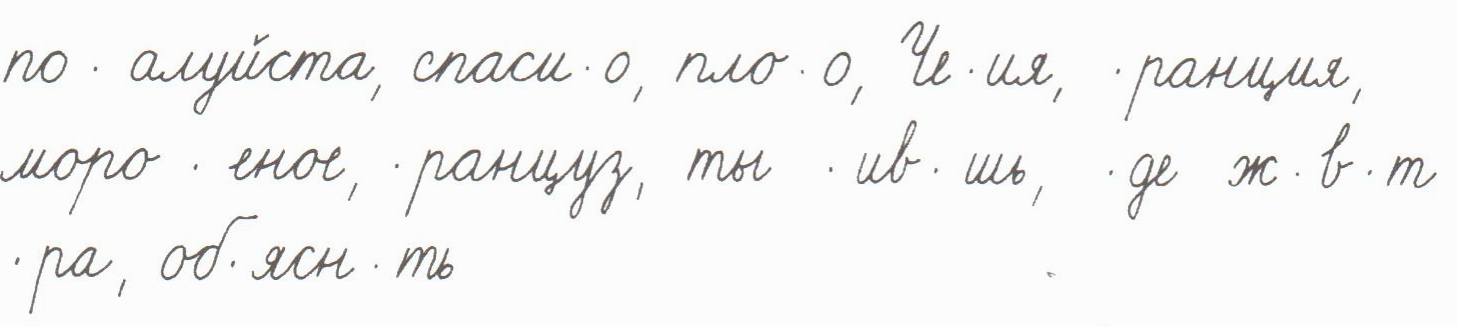 по · алуйста, спаси · о, пло · о, Че · ия, · ранция,
моро · еное, · ранцуз, ты · ив · шь, · де ж · в · т
· ра, об · ясн · ть